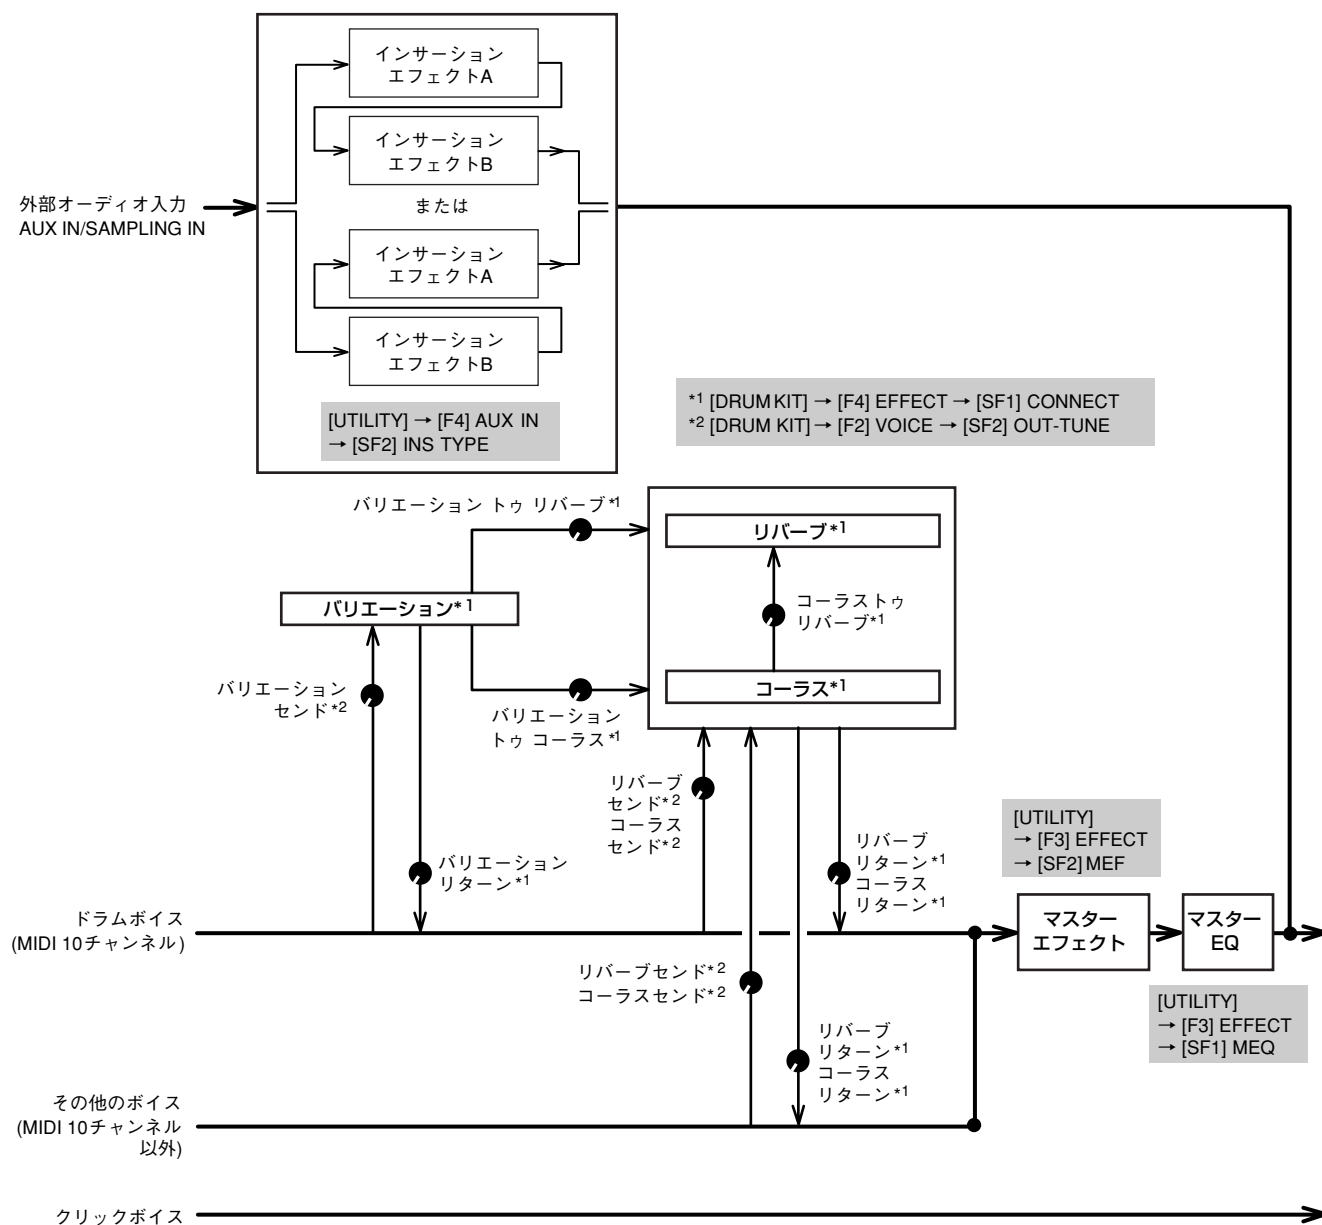 インサーション
エフェクトA
インサーション
エフェクトB
または
インサーション
エフェクトA
インサーション
エフェクトB
外部オーディオ入力
AUX IN/SAMPLING IN
[UTILITY] → [F4] AUX IN
→ [SF2] INS TYPE
*1 [DRUM KIT] → [F4] EFFECT → [SF1] CONNECT
*2 [DRUM KIT] → [F2] VOICE → [SF2] OUT-TUNE
バリエーション トゥ リバーブ*1
リバーブ*1
コーラストゥ
リバーブ*1
コーラス*1
バリエーション*1
バリエーション
センド*2
バリエーション
トゥ コーラス*1
リバーブ
センド*2
コーラス
センド*2
バリエーション
リターン*1
リバーブ
リターン*1
コーラス
リターン*1
[UTILITY]
→ [F3] EFFECT
→ [SF2] MEF
ドラムボイス
(MIDI 10チャンネル)
マスター
エフェクト
マスター
EQ
リバーブセンド*2
コーラスセンド*2
リバーブ
リターン*1
コーラス
リターン*1
[UTILITY]
→ [F3] EFFECT
→ [SF1] MEQ
その他のボイス
(MIDI 10チャンネル
以外)
クリックボイス